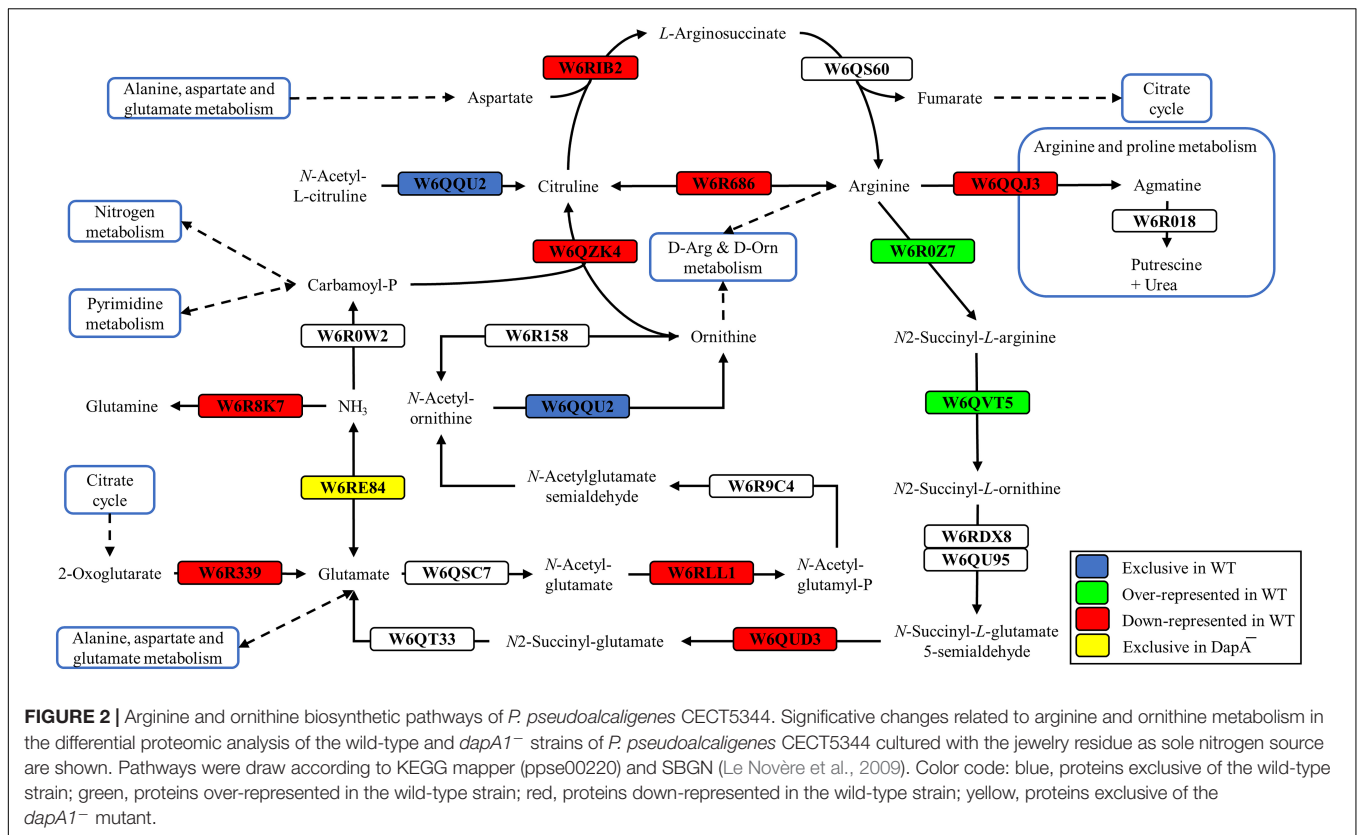 L-Arginosuccinate
W6RIB2
W6QS60
Alanine, aspartate and
glutamate metabolism
Aspartate
Fumarate
Citrate
cycle
Arginine and proline metabolism
N-Acetyl-
L-citruline
W6QQU2
Citruline
W6R686
Arginine
W6QQJ3
Agmatine
W6R018
Putrescine
+ Urea
Nitrogen
metabolism
W6QZK4
D-Arg & D-Orn
metabolism
W6R0Z7
Carbamoyl-P
Pyrimidine
metabolism
W6R0W2
W6R158
Ornithine
N2-Succinyl-L-arginine
Glutamine
W6R8K7
NH3
N-Acetyl-
ornithine
W6QQU2
W6QVT5
Citrate
cycle
W6RE84
N-Acetylglutamate
semialdehyde
W6R9C4
N2-Succinyl-L-ornithine
W6RDX8
W6QU95
2-Oxoglutarate
W6R339
Glutamate
W6QSC7
N-Acetyl-
glutamate
W6RLL1
N-Acetyl-
glutamyl-P
Alanine, aspartate and
glutamate metabolism
W6QT33
N2-Succinyl-glutamate
W6QUD3
N-Succinyl-L-glutamate
5-semialdehyde
Exclusive in WT
Over-represented in WT
Down-represented in WT
Exclusive in DapA¯
FIGURE 2 | Arginine and ornithine biosynthetic pathways of P. pseudoalcaligenes CECT5344. Significative changes related to arginine and ornithine metabolism in
the differential proteomic analysis of the wild-type and dapA1− strains of P. pseudoalcaligenes CECT5344 cultured with the jewelry residue as sole nitrogen source
are shown. Pathways were draw according to KEGG mapper (ppse00220) and SBGN (Le Novère et al., 2009). Color code: blue, proteins exclusive of the wild-type
strain; green, proteins over-represented in the wild-type strain; red, proteins down-represented in the wild-type strain; yellow, proteins exclusive of the
dapA1− mutant.